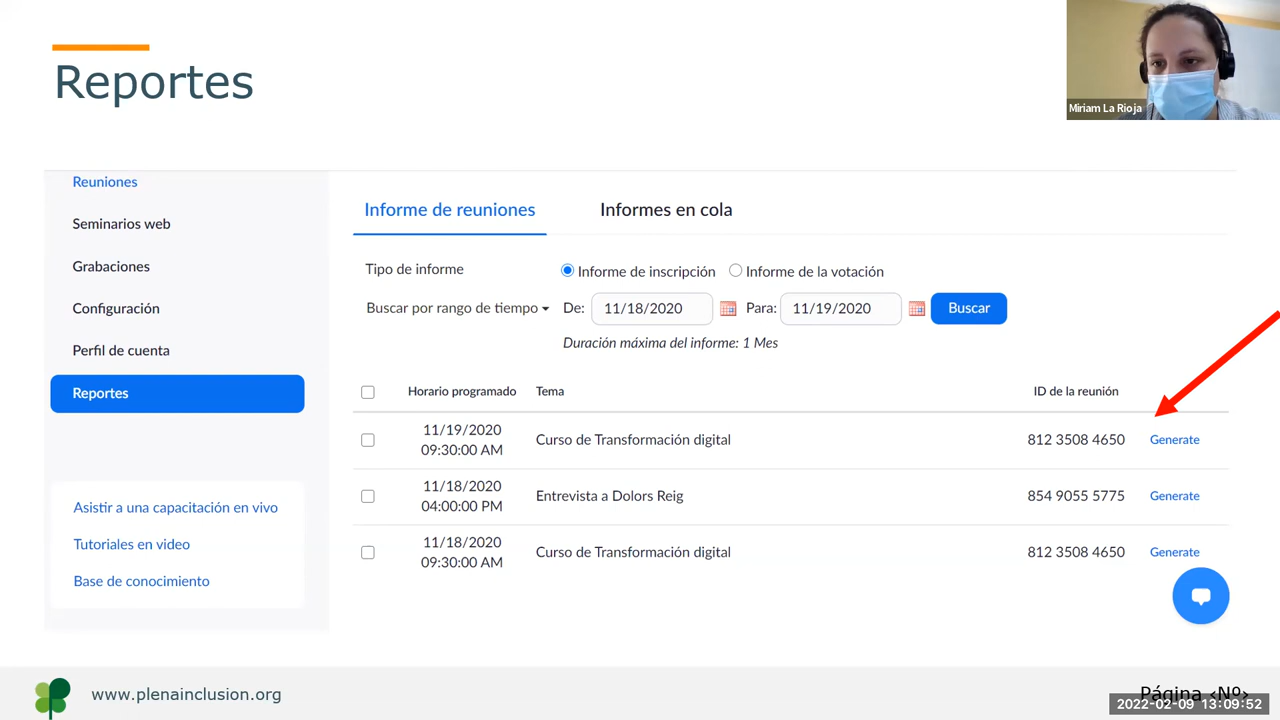 Reportes
Miriam La Rioja
Reuniones
Seminarios web
Grabaciones
Configuración
Perfil de cuenta
Reportes
Asistir a una capacitación en vivo
Tutoriales en video
Base de conocimiento
Informe de reuniones Informes en cola
Tipo de informe Informe de inscripción Informe de la votación
Buscar por rango de tiempo De: 11/18/2020 Para: 11/19/2020 Buscar
Duración máxima del informe: 1 Mes
Horario programado Tema ID de la reunión
11/19/2020
09:30:00 AM Curso de Transformación digital 812 3508 4650 Generate
11/18/2020
04:00:00 PM Entrevista a Dolors Reig 854 9055 5775 Generate
11/18/2020
09:30:00 AM Curso de Transformación digital 812 3508 4650 Generate
www.plenainclusion.org
Página ‹Nº›
2022-02-09 13:09:52